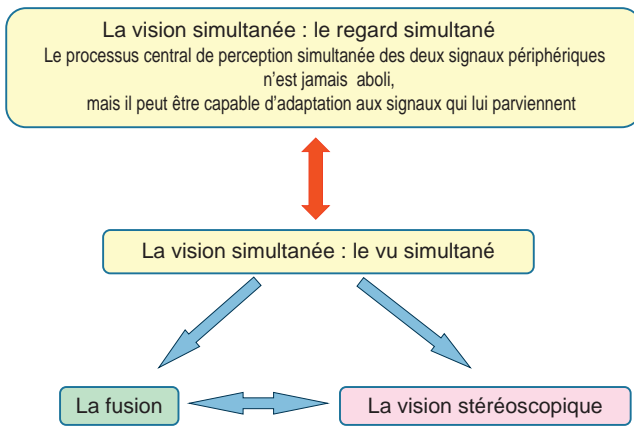 La vision simultanée : le regard simultané
Le processus central de perception simultanée des deux signaux périphériques
n'est jamais aboli,
mais il peut être capable d'adaptation aux signaux qui lui parviennent
La vision simultanée : le vu simultané
La fusion
La vision stéréoscopique